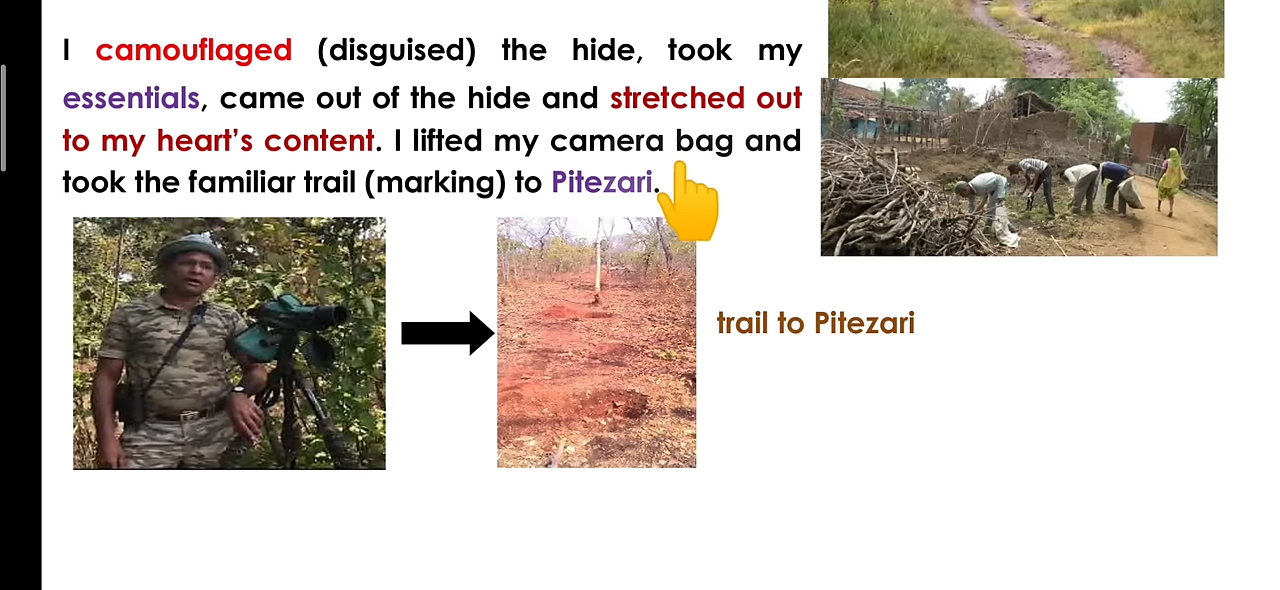 I camouflaged (disguised) the hide, took my
essentials, came out of the hide and stretched out
to my heart’s content. I lifted my camera bag and
took the familiar trail (marking) to Pitezari.
trail to Pitezari